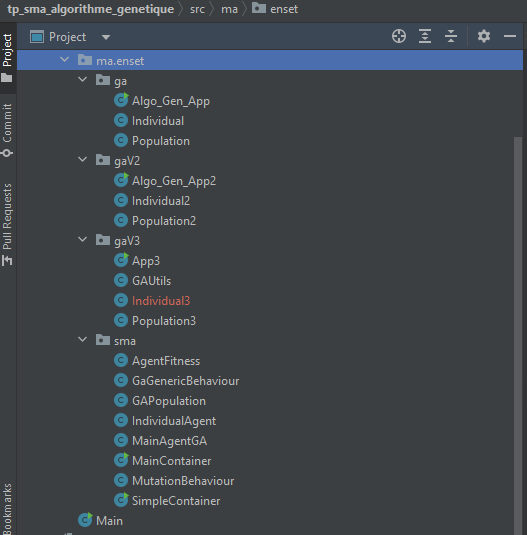 tp_sma_algorithme_genetique > src > ma > enset
Project
Project
Commit
Pull Requests
Bookmarks
ma.enset
ga
Algo_Gen_App
Individual
Population
gaV2
Algo_Gen_App2
Individual2
Population2
gaV3
App3
GAUtils
Individual3
Population3
sma
AgentFitness
GaGenericBehaviour
GAPopulation
IndividualAgent
MainAgentGA
MainContainer
MutationBehaviour
SimpleContainer
Main